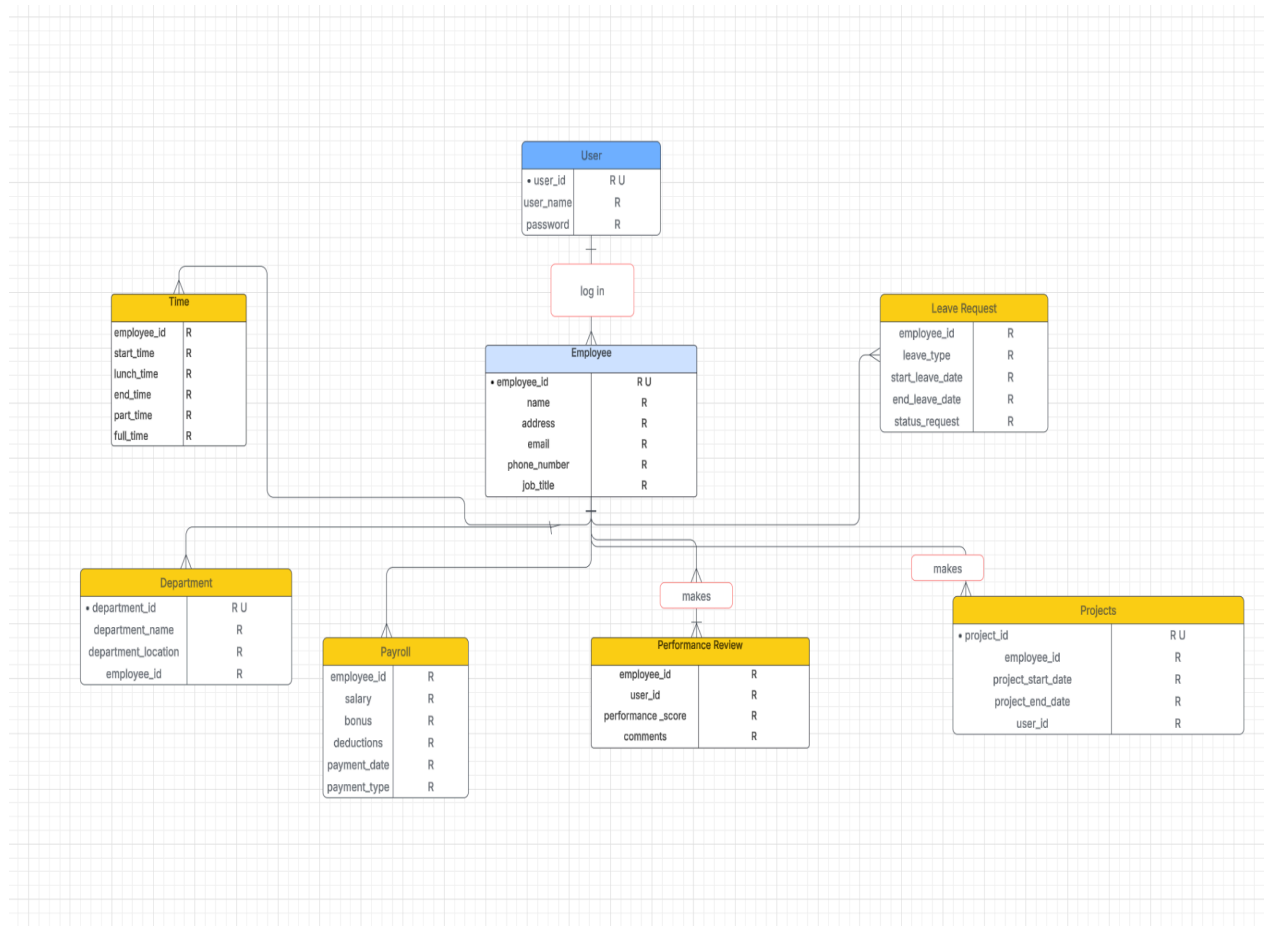 User
• user_id R U
user_name R
password R
log in
Time
employee_id R
start_time R
lunch_time R
end_time R
part_time R
full_time R
Employee
• employee_id R U
name R
address R
email R
phone_number R
job_title R
Leave Request
employee_id R
leave_type R
start_leave_date R
end_leave_date R
status_request R
Department
• department_id R U
department_name R
department_location R
employee_id R
Payroll
employee_id R
salary R
bonus R
deductions R
payment_date R
payment_type R
makes
Performance Review
employee_id R
user_id R
performance _score R
comments R
makes
Projects
• project_id R U
employee_id R
project_start_date R
project_end_date R
user_id R